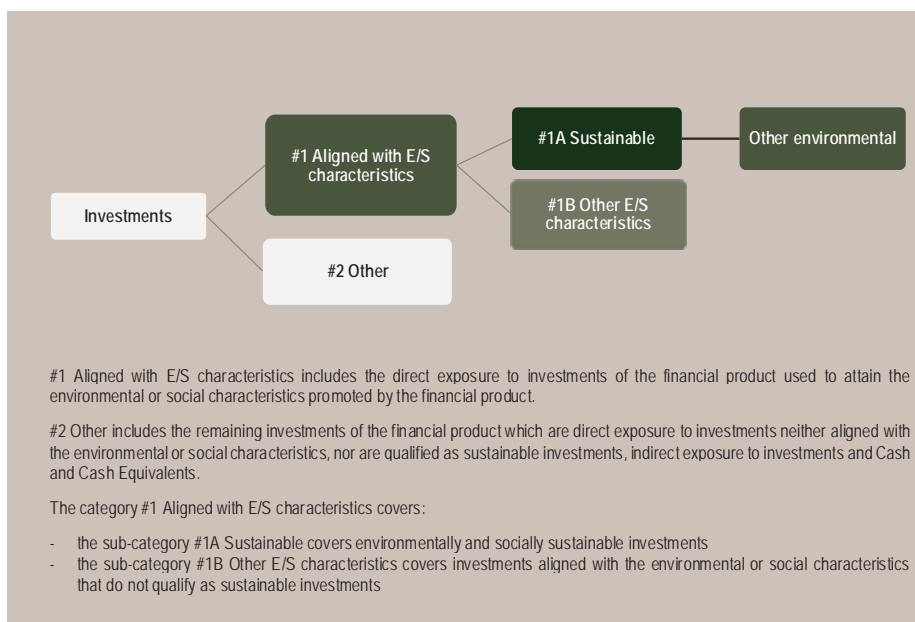 #1A Sustainable
Other environmental
#1 Aligned with E/S
characteristics
#1B Other E/S
characteristics
Investments
#2 Other
#1 Aligned with E/S characteristics includes the direct exposure to investments of the financial product used to attain the
environmental or social characteristics promoted by the financial product.
#2 Other includes the remaining investments of the financial product which are direct exposure to investments neither aligned with
the environmental or social characteristics, nor are qualified as sustainable investments, indirect exposure to investments and Cash
and Cash Equivalents.
The category #1 Aligned with E/S characteristics covers:
- the sub-category #1A Sustainable covers environmentally and socially sustainable investments
- the sub-category #1B Other E/S characteristics covers investments aligned with the environmental or social characteristics
that do not qualify as sustainable investments